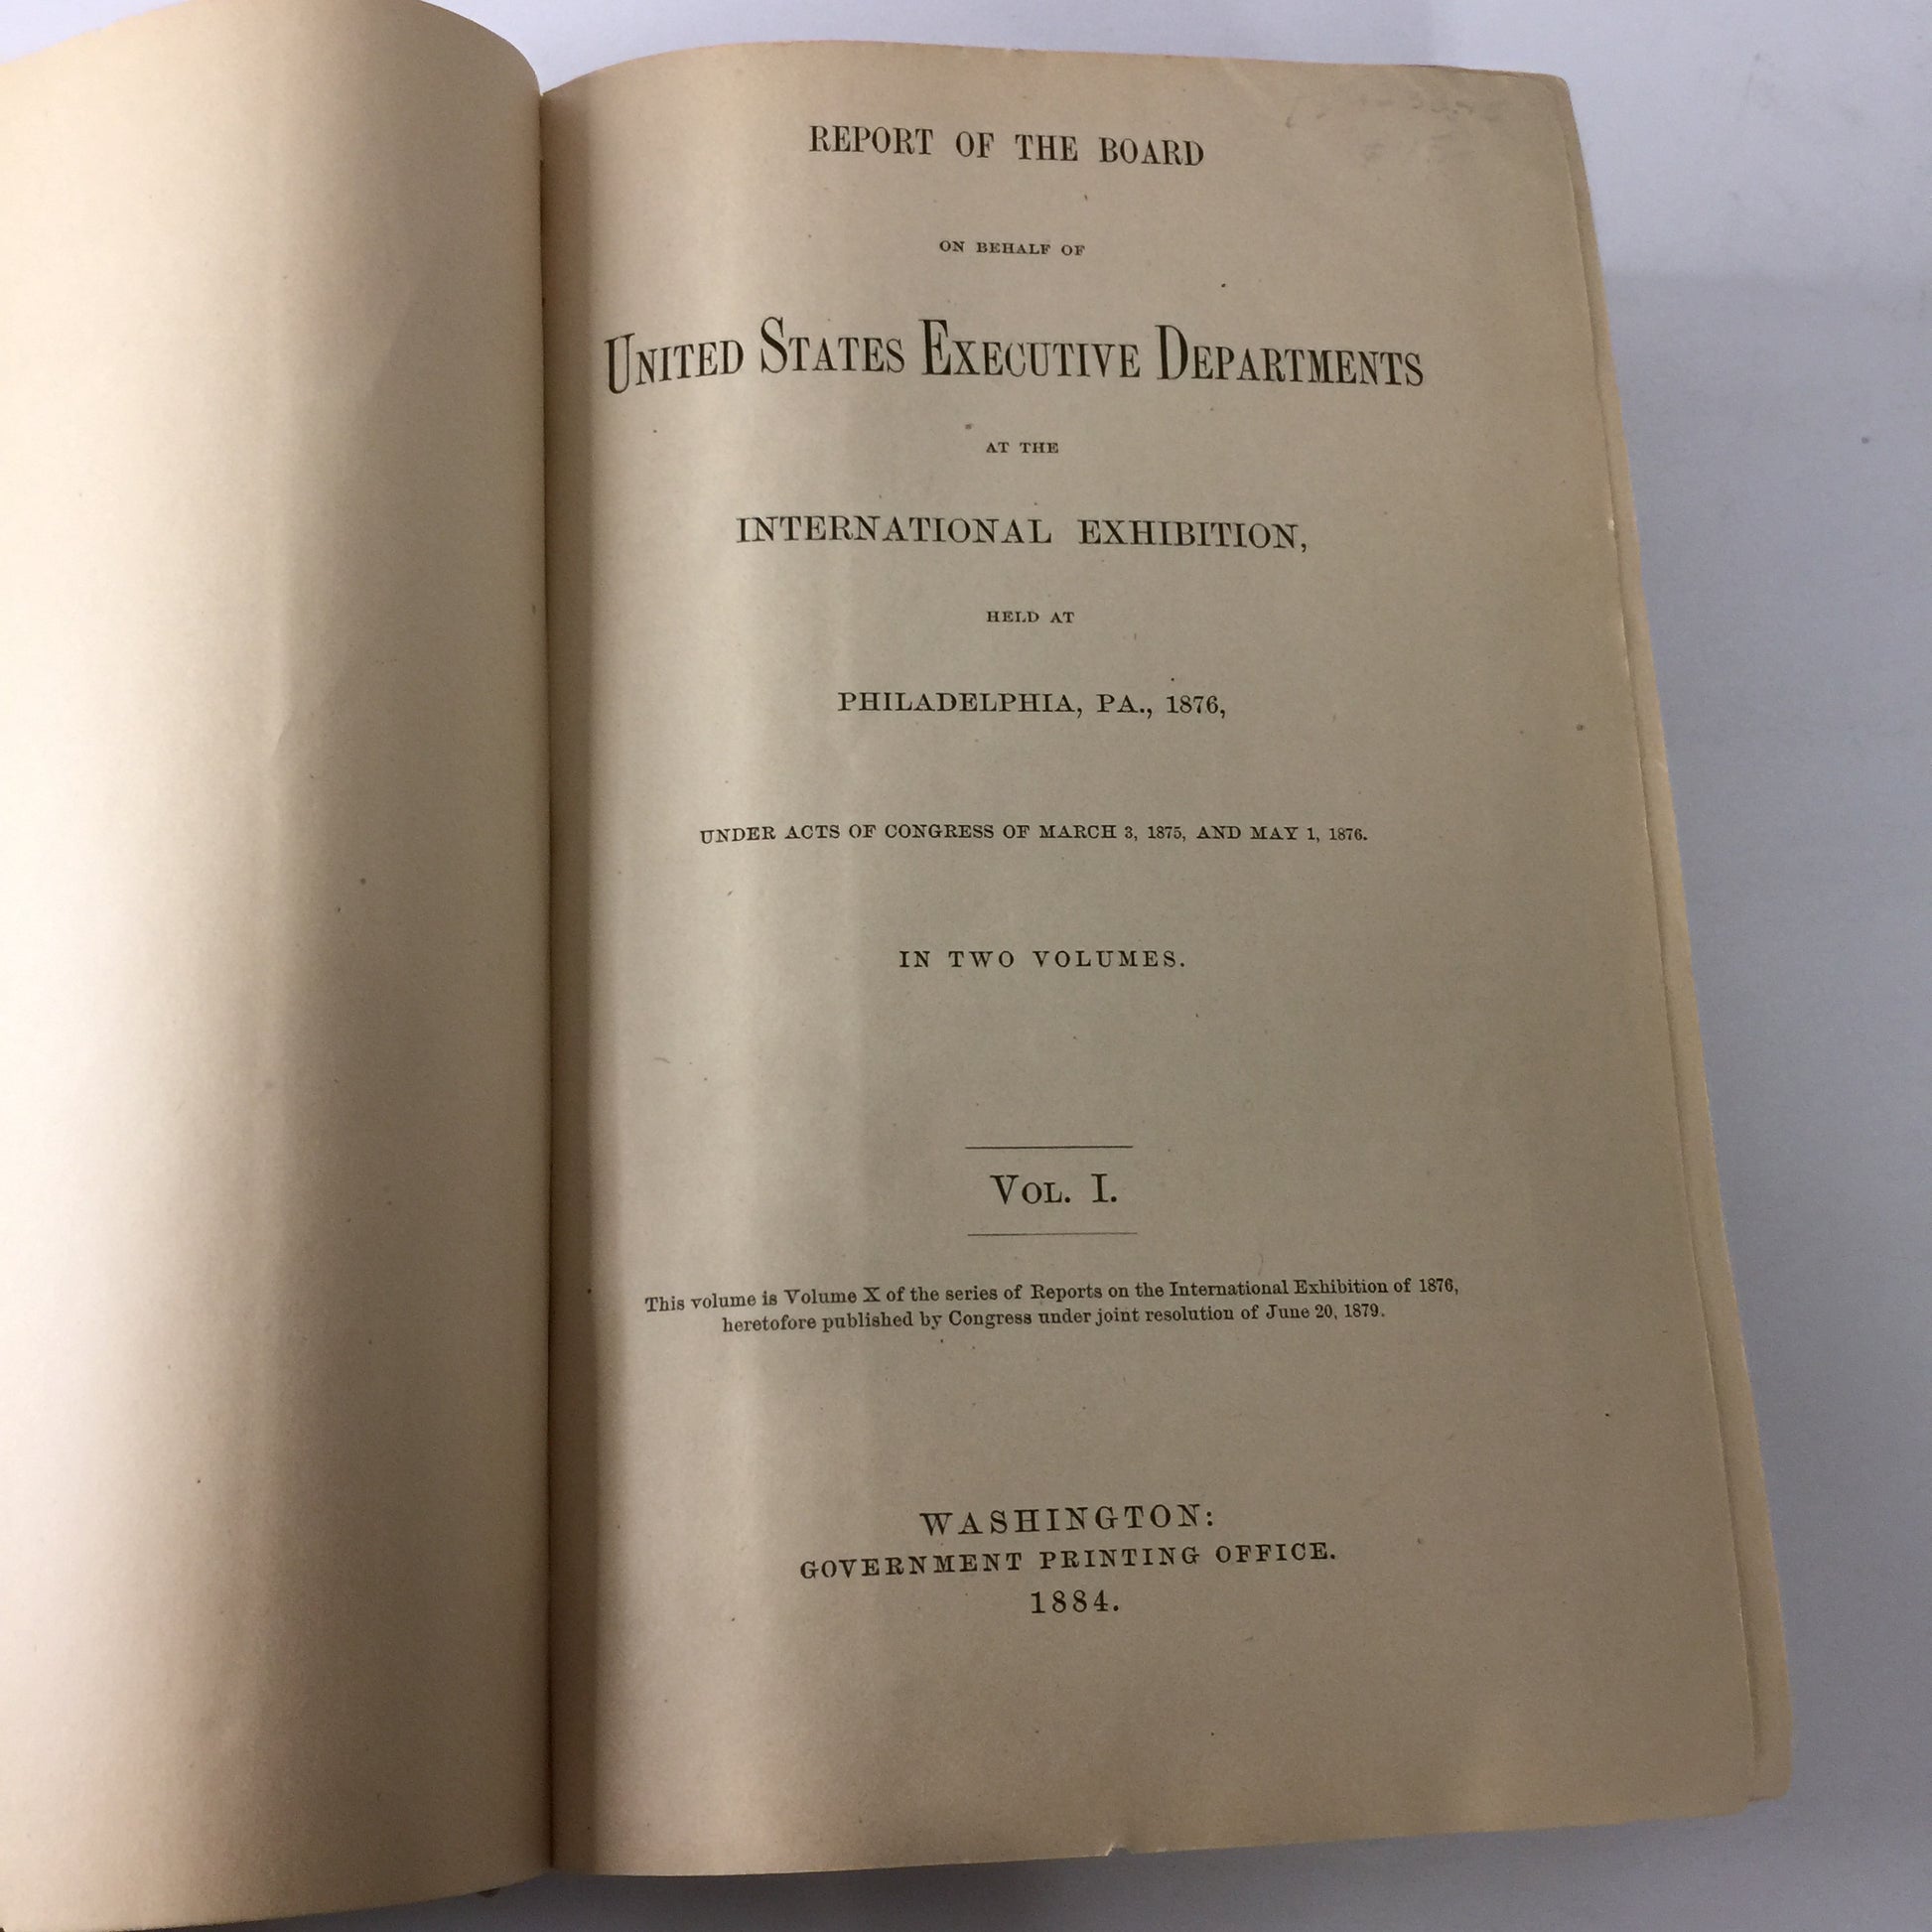 REPORT OF THE BOARD
ON BEHALF OF
UNITED STATES EXECUTIVE DEPARTMENTS
AT THE
INTERNATIONAL EXHIBITION,
HELD AT
PHILADELPHIA, PA., 1876,
UNDER ACTS OF CONGRESS OF MARCH 3, 1875, AND MAY 1, 1876.
IN TWO VOLUMES.
VOL. I.
This volume is Volume X of the series of Reports on the International Exhibition of 1876,
heretofore published by Congress under joint resolution of June 20, 1879.
WASHINGTON:
GOVERNMENT PRINTING OFFICE.
1884.